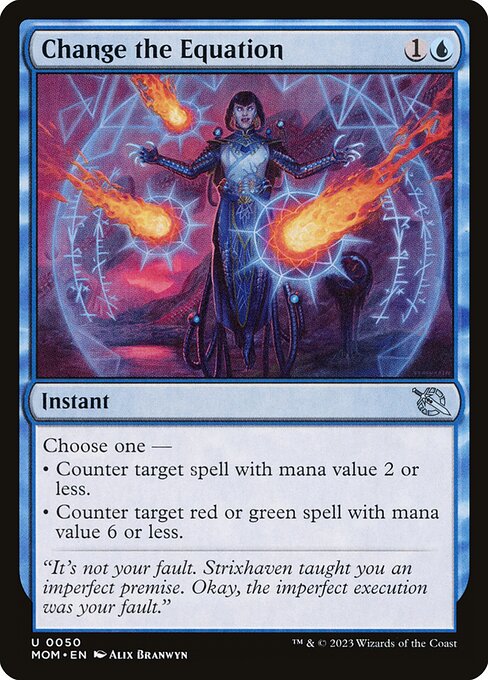 Change the Equation 1
Instant
Choose one —
• Counter target spell with mana value 2 or
less.
• Counter target red or green spell with mana
value 6 or less.
“It’s not your fault. Strixhaven taught you an
imperfect premise. Okay, the imperfect execution
was your fault.”
U 0050
MOM • EN Alix Branwyn
™ & © 2023 Wizards of the Coast